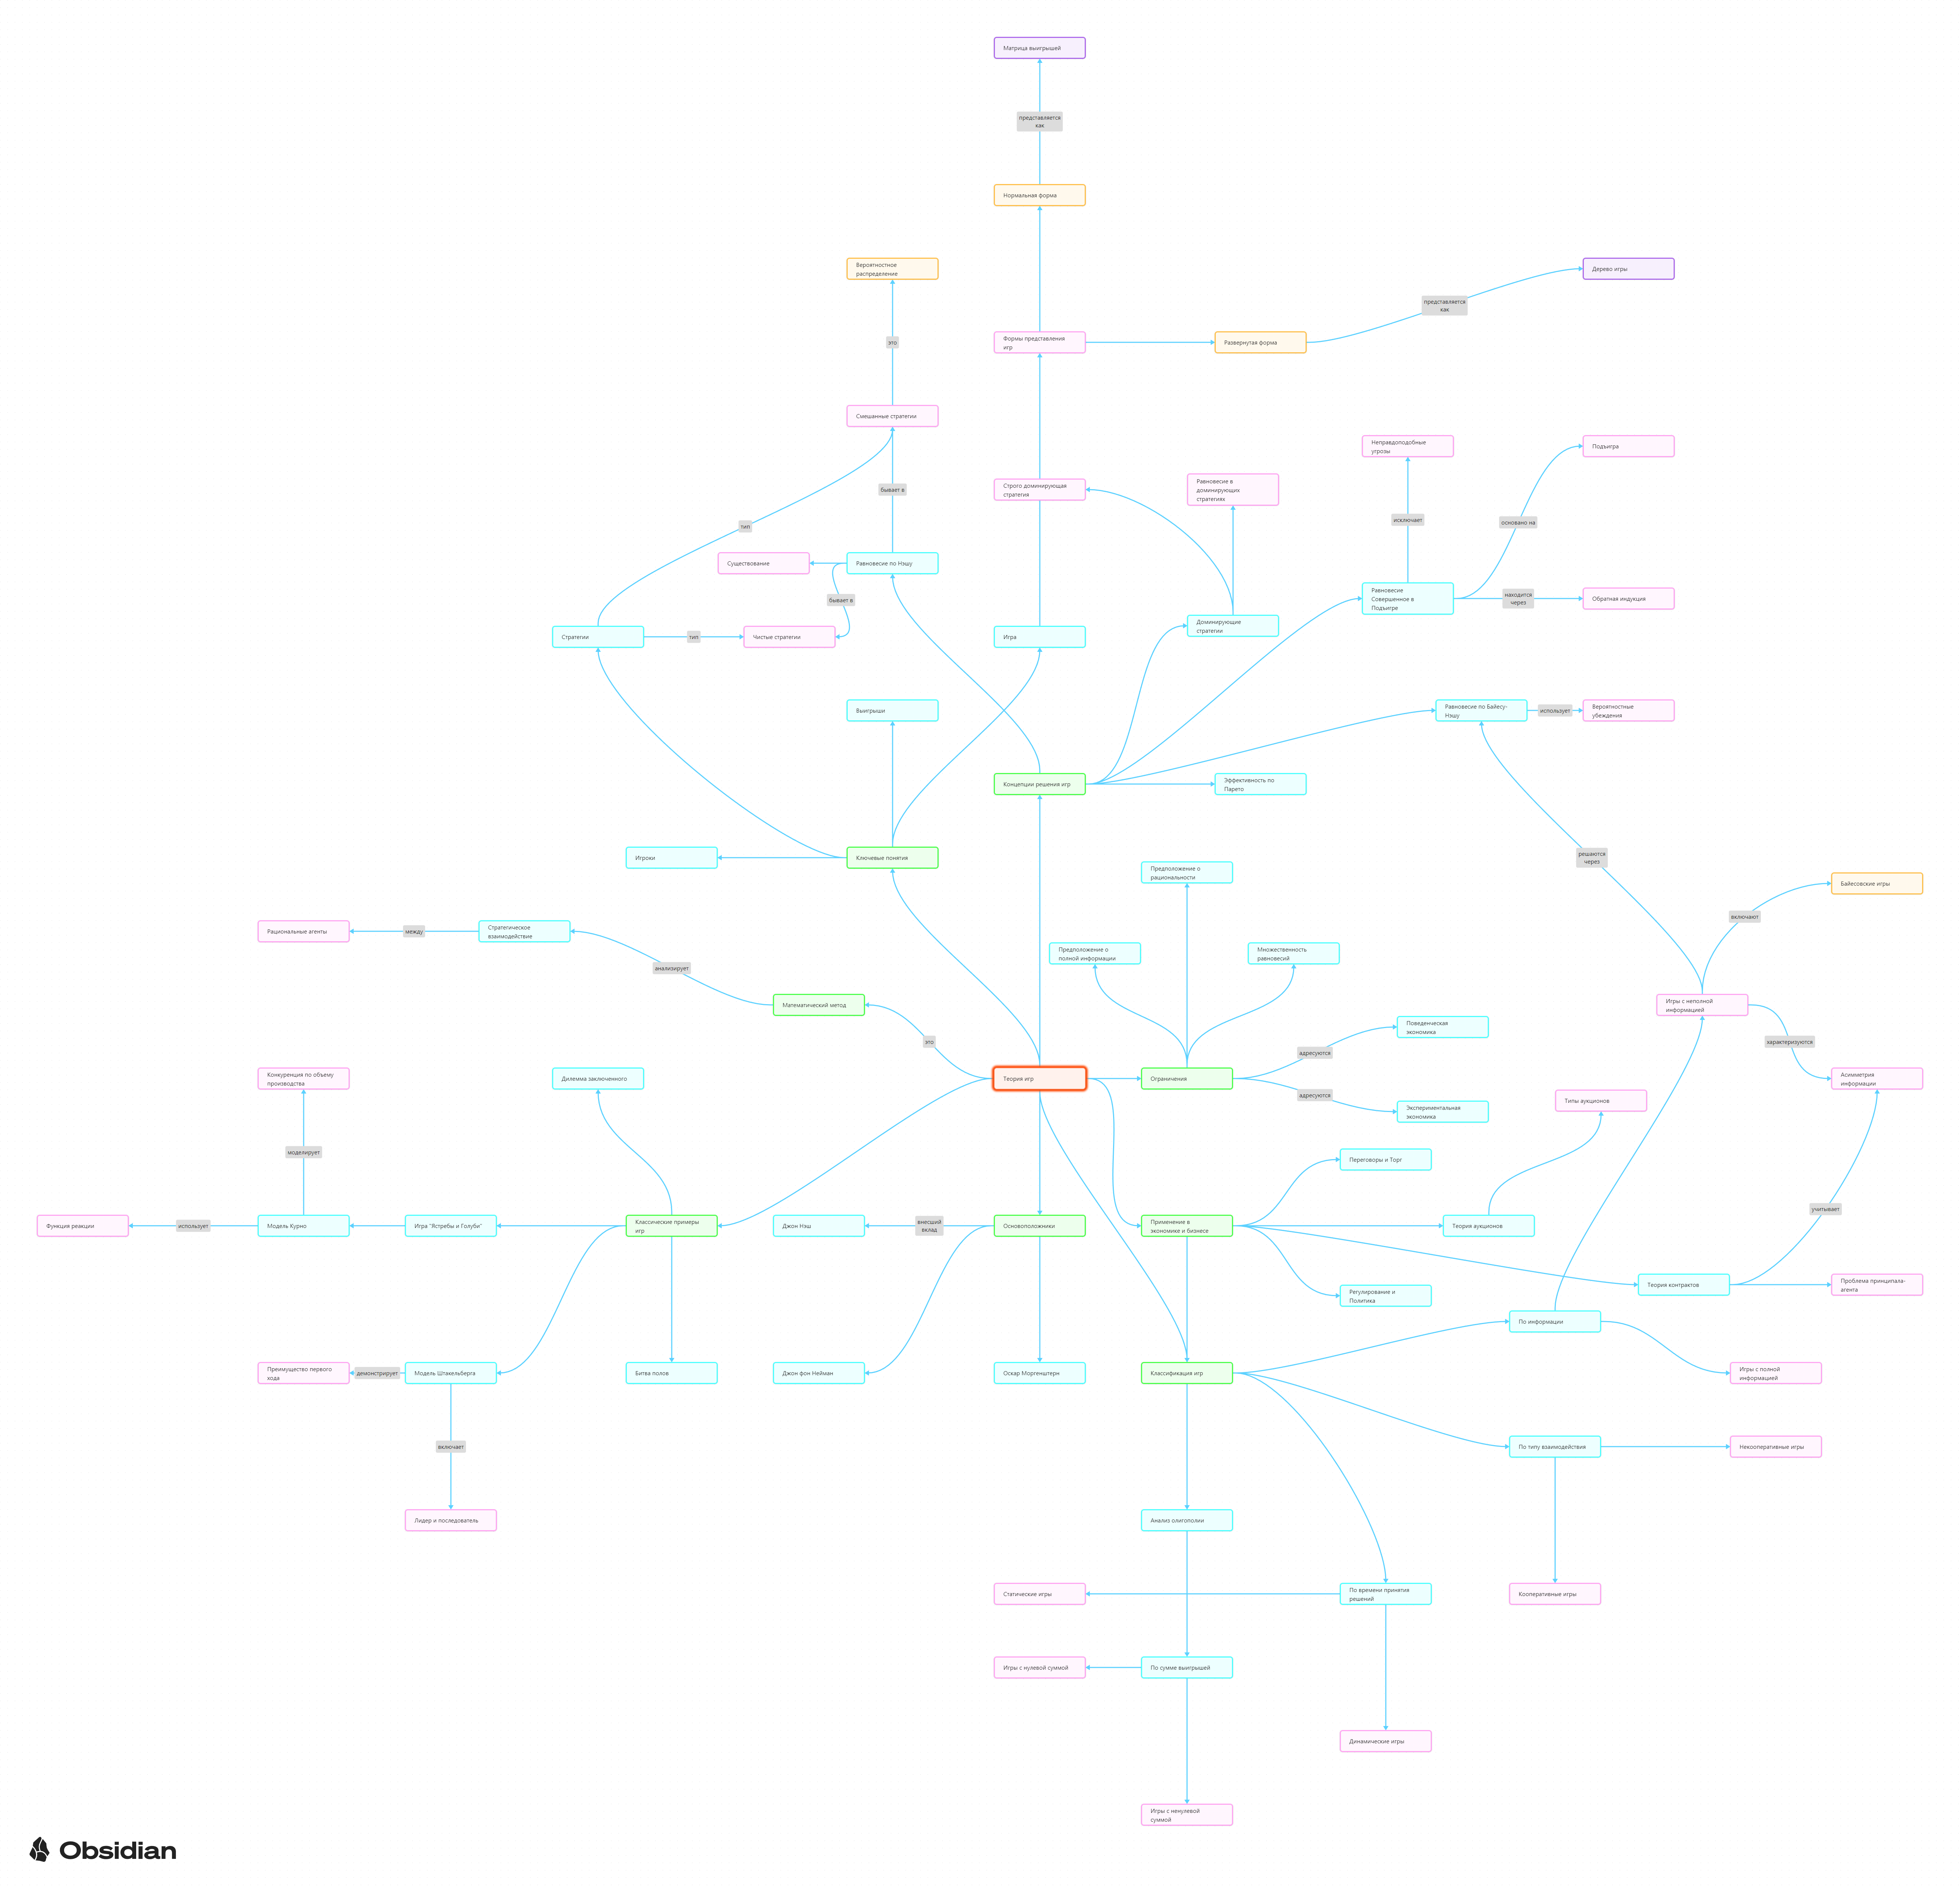 Матрица выигрышей
представляется
как
Нормальная форма
Вероятностное
распределение
Дерево игры
представляется
как
это
Формы представления
игр
Развернутая форма
Смешанные стратегии
Неправдоподобные
угрозы
Подъигра
бывает в
Строго доминирующая
стратегия
Равновесие в
доминирующих
стратегиях
тип
исключает
основано на
Существование
Равновесие по Нэшу
бывает в
Равновесие
Совершенное в
Подъигре
находится
через
Обратная индукция
Стратегии
тип
Чистые стратегии
Игра
Доминирующие
стратегии
Выигрыши
Равновесие по Байесу-
Нэшу
использует
Вероятностные
убеждения
Концепции решения игр
Эффективность по
Парето
Игроки
Ключевые понятия
решаются
через
Предположение о
рациональности
Байесовские игры
включают
Рациональные агенты
между
Стратегическое
взаимодействие
Предположение о
полной информации
Множественность
равновесий
анализирует
Математический метод
Игры с неполной
информацией
Поведенческая
экономика
это
адресуются
характеризуются
Конкуренция по объему
производства
Дилемма заключенного
Теория игр
Ограничения
Асимметрия
информации
адресуются
Экспериментальная
экономика
Типы аукционов
моделирует
Переговоры и Торг
учитывает
Функция реакции
использует
Модель Курно
Игра "Ястребы и Голуби"
Классические примеры
игр
Джон Нэш
внесший
вклад
Основоположники
Применение в
экономике и бизнесе
Теория аукционов
Теория контрактов
Проблема принципала-
агента
Регулирование и
Политика
По информации
Преимущество первого
хода
демонстрирует
Модель Штакельберга
Битва полов
Джон фон Нейман
Оскар Моргенштерн
Классификация игр
Игры с полной
информацией
включает
По типу взаимодействия
Некооперативные игры
Лидер и последователь
Анализ олигополии
Статические игры
По времени принятия
решений
Кооперативные игры
Игры с нулевой суммой
По сумме выигрышей
Динамические игры
Игры с ненулевой
суммой
Obsidian